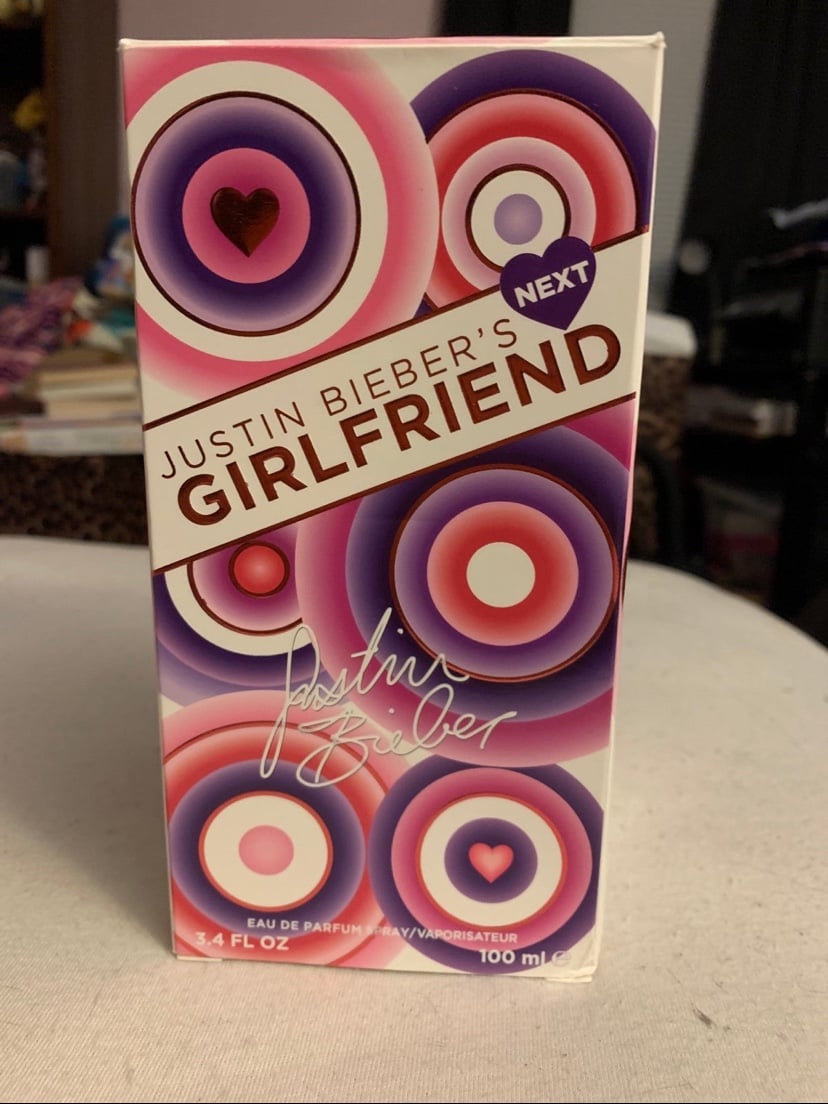 NEXT
JUSTIN BIEBER'S
GIRLFRIEND
Justin
Bieber
EAU DE PARFUM SPRAY/VAPORISATEUR
3.4 FL OZ
100 ml ℮